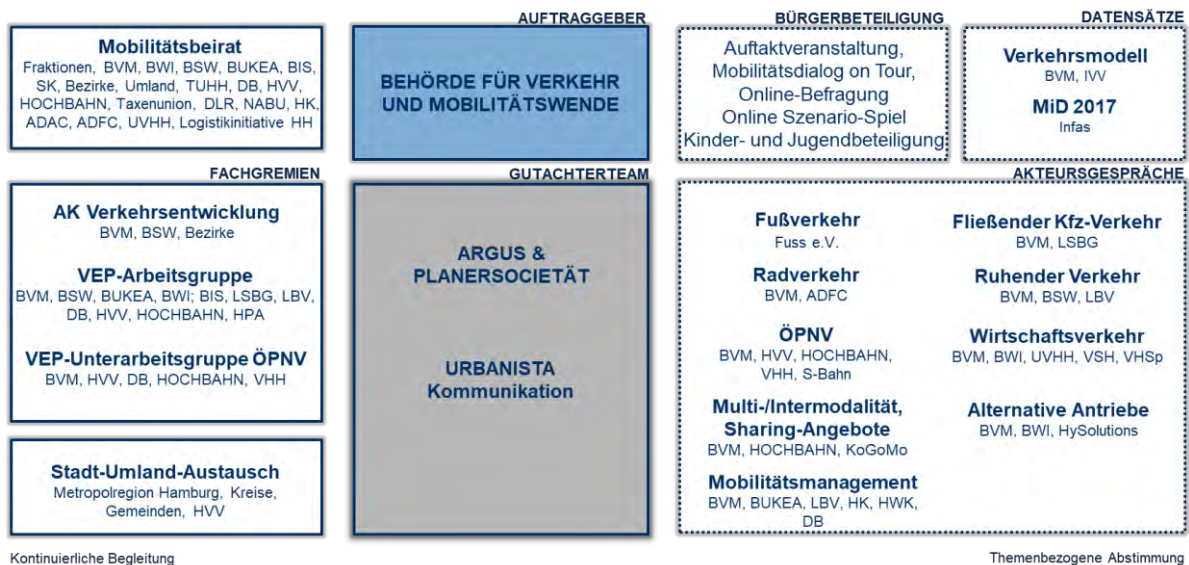 AUFTRAGGEBER
BÜRGERBETEILIGUNG
DATENSÄTZE
Mobilitätsbeirat
Fraktionen, BVM, BWI, BSW, BUKEA, BIS,
SK, Bezirke, Umland, TUHH, DB, HVV,
HOCHBAHN, Taxenunion, DLR, NABU, HK,
ADAC, ADFC, UVHH, Logistikinitiative HH
BEHÖRDE FÜR VERKEHR
UND MOBILITÄTSWENDE
Auftaktveranstaltung,
Mobilitätsdialog on Tour,
Online-Befragung
Online Szenario-Spiel
Kinder- und Jugendbeteiligung
Verkehrsmodell
BVM, IVV
MiD 2017
Infas
FACHGREMIEN
GUTACHTERTEAM
AKTEURSGESPRÄCHE
AK Verkehrsentwicklung
BVM, BSW, Bezirke
VEP-Arbeitsgruppe
BVM, BSW, BUKEA, BWI; BIS, LSBG, LBV,
DB, HVV, HOCHBAHN, HPA
VEP-Unterarbeitsgruppe ÖPNV
BVM, HVV, DB, HOCHBAHN, VHH
Stadt-Umland-Austausch
Metropolregion Hamburg, Kreise,
Gemeinden, HVV
ARGUS &
PLANERSOCIETÄT
URBANISTA
Kommunikation
Fußverkehr
Fuss e.V.
Radverkehr
BVM, ADFC
ÖPNV
BVM, HVV, HOCHBAHN,
VHH, S-Bahn
Multi-/Intermodalität,
Sharing-Angebote
BVM, HOCHBAHN, KoGoMo
Mobilitätsmanagement
BVM, BUKEA, LBV, HK, HWK,
DB
Fließender Kfz-Verkehr
BVM, LSBG
Ruhender Verkehr
BVM, BSW, LBV
Wirtschaftsverkehr
BVM, BWI, UVHH, VSH, VHSp
Alternative Antriebe
BVM, BWI, HySolutions
Kontinuierliche Begleitung
Themenbezogene Abstimmung